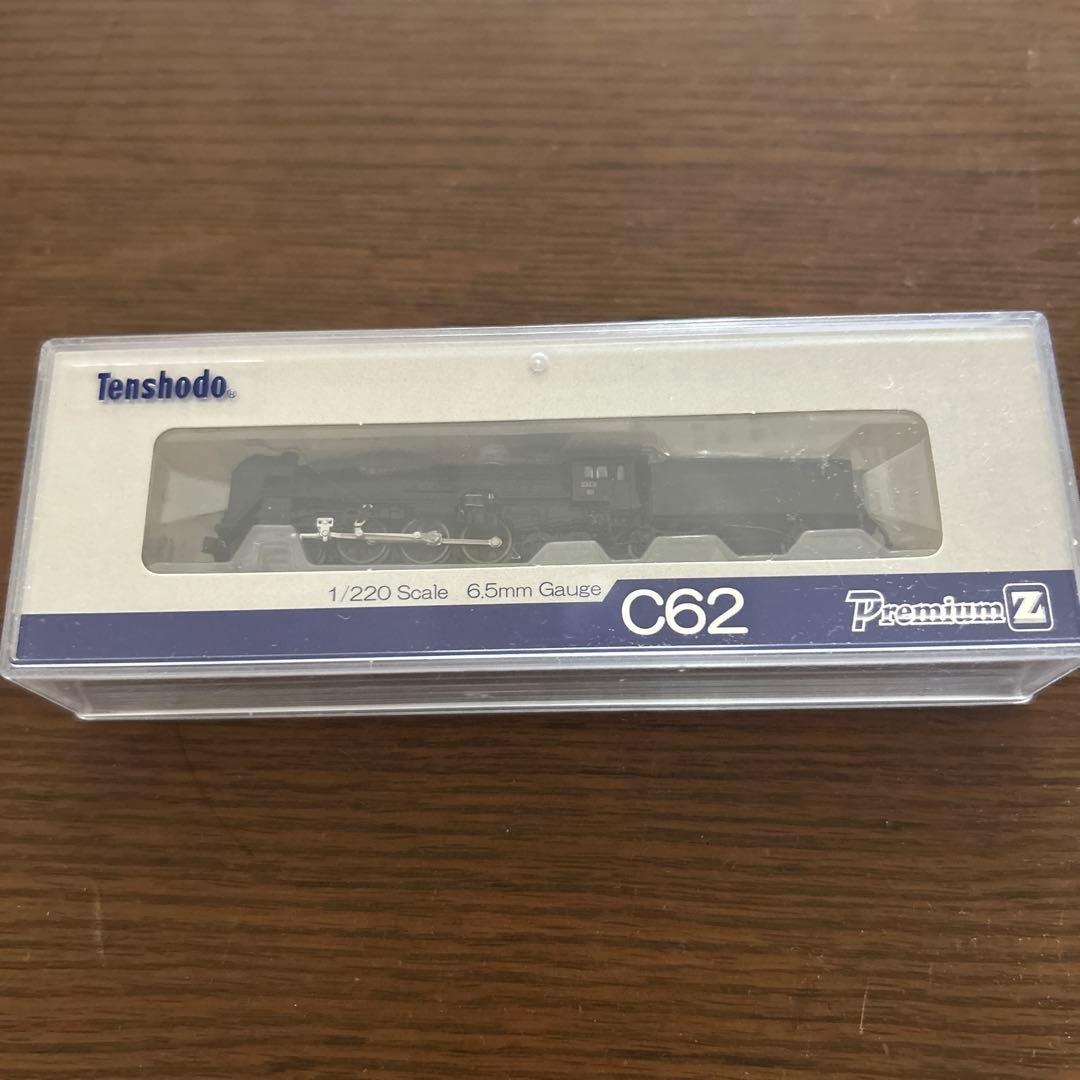 Tenshodo®
1/220 Scale 6.5mm Gauge
C62
Premium Z